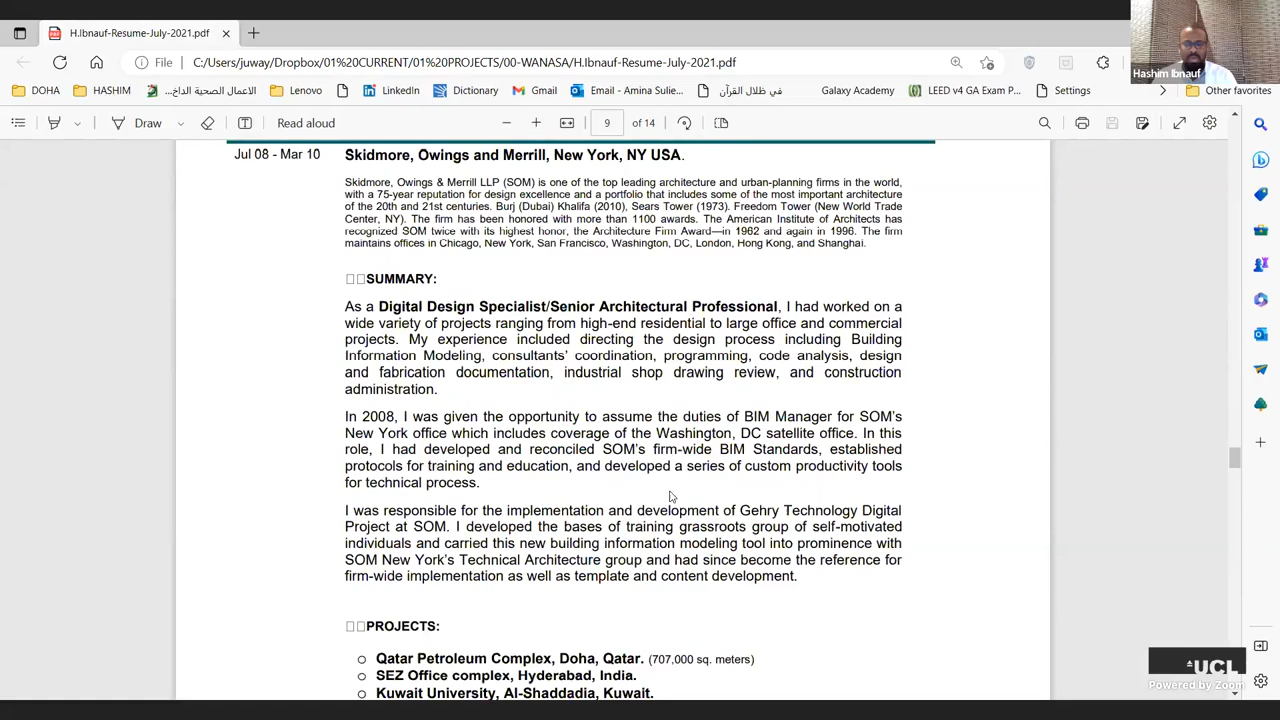 H.Ibnauf-Resume-July-2021.pdf
Hashim Ibnauf
File C:/Users/juway/Dropbox/01%20CURRENT/01%20PROJECTS/00-WANASA/H.Ibnauf-Resume-July-2021.pdf
DOHA HASHIM الاعمال الصحية الداخ... Lenovo LinkedIn Dictionary Gmail Email - Amina Sulie... في ظلال القرآن Galaxy Academy LEED v4 GA Exam P... Settings Other favorites
Draw Read aloud 9 of 14
Jul 08 - Mar 10 Skidmore, Owings and Merrill, New York, NY USA.
Skidmore, Owings & Merrill LLP (SOM) is one of the top leading architecture and urban-planning firms in the world,
with a 75-year reputation for design excellence and a portfolio that includes some of the most important architecture
of the 20th and 21st centuries. Burj (Dubai) Khalifa (2010), Sears Tower (1973). Freedom Tower (New World Trade
Center, NY). The firm has been honored with more than 1100 awards. The American Institute of Architects has
recognized SOM twice with its highest honor, the Architecture Firm Award—in 1962 and again in 1996. The firm
maintains offices in Chicago, New York, San Francisco, Washington, DC, London, Hong Kong, and Shanghai.
SUMMARY:
As a Digital Design Specialist/Senior Architectural Professional, I had worked on a
wide variety of projects ranging from high-end residential to large office and commercial
projects. My experience included directing the design process including Building
Information Modeling, consultants' coordination, programming, code analysis, design
and fabrication documentation, industrial shop drawing review, and construction
administration.
In 2008, I was given the opportunity to assume the duties of BIM Manager for SOM's
New York office which includes coverage of the Washington, DC satellite office. In this
role, I had developed and reconciled SOM's firm-wide BIM Standards, established
protocols for training and education, and developed a series of custom productivity tools
for technical process.
I was responsible for the implementation and development of Gehry Technology Digital
Project at SOM. I developed the bases of training grassroots group of self-motivated
individuals and carried this new building information modeling tool into prominence with
SOM New York's Technical Architecture group and had since become the reference for
firm-wide implementation as well as template and content development.
PROJECTS:
Qatar Petroleum Complex, Doha, Qatar. (707,000 sq. meters)
SEZ Office complex, Hyderabad, India.
Kuwait University, Al-Shaddadia, Kuwait.
UCL
Powered by Zoom